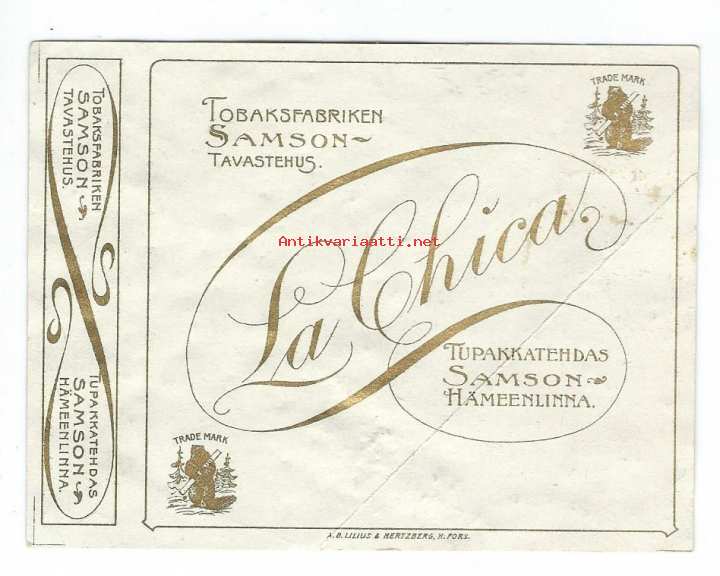 TOBAKSFABRIKEN
SAMSON
TAVASTEHUS.
TUPAKKATEHDAS
SAMSON
HÄMEENLINNA.
TOBAKSFABRIKEN
SAMSON
TAVASTEHUS.
TRADE MARK
La Chica
Antikvariaatti.net
TUPAKKATEHDAS
SAMSON
HÄMEENLINNA.
TRADE MARK
A.B. LILIUS & HERTZBERG, H.FORS.